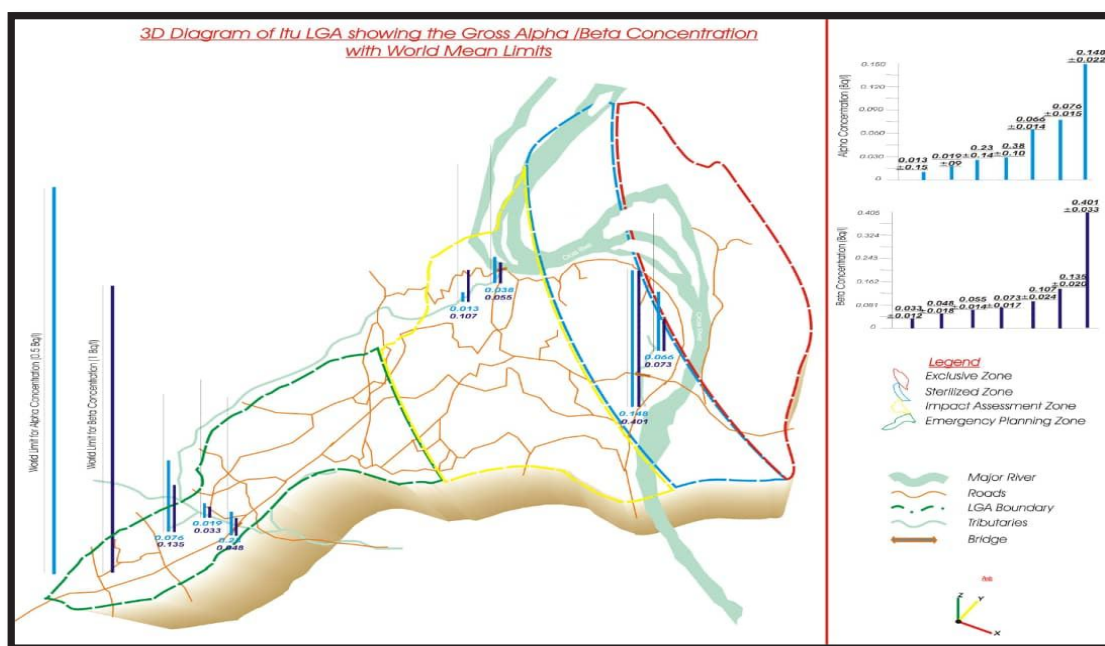 3D Diagram of Itu LGA showing the Gross Alpha /Beta Concentration
with World Mean Limits
World Limit for Alpha Concentration (0.5 Bq/l)
World Limit for Beta Concentration (1 Bq/l)
Cross River
Cross River
0.038
0.055
0.013
0.107
0.066
0.073
0.148
0.401
0.076
0.135
0.019
0.033
0.23
0.048
Alpha Concentration (Bq/l)
0.150
0.120
0.090
0.060
0.030
0
0.013
±0.15
0.019
±09
0.23
±0.14
0.38
±0.10
0.066
±0.014
0.076
±0.015
0.148
±0.022
Beta Concentration (Bq/l)
0.405
0.324
0.243
0.162
0.081
0
0.033
±0.012
0.048
±0.018
0.055
±0.014
0.073
±0.017
0.107
±0.024
0.135
±0.020
0.401
±0.033
Legend
Exclusive Zone
Sterilized Zone
Impact Assessment Zone
Emergency Planning Zone
Major River
Roads
LGA Boundary
Tributaries
Bridge
Z
Y
X